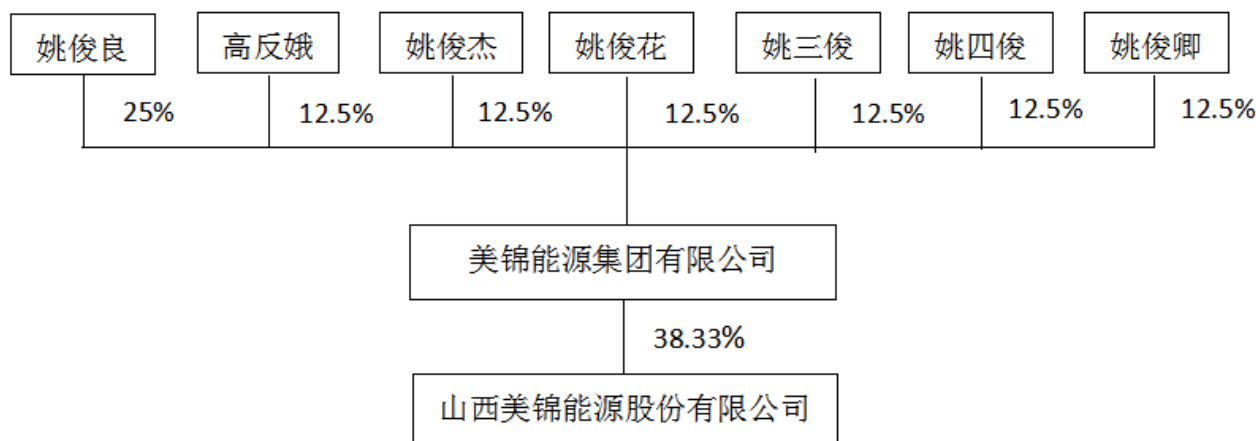 姚俊良
高反娥
姚俊杰
姚俊花
姚三俊
姚四俊
姚俊卿
25%
12.5%
12.5%
12.5%
12.5%
12.5%
12.5%
美锦能源集团有限公司
38.33%
山西美锦能源股份有限公司